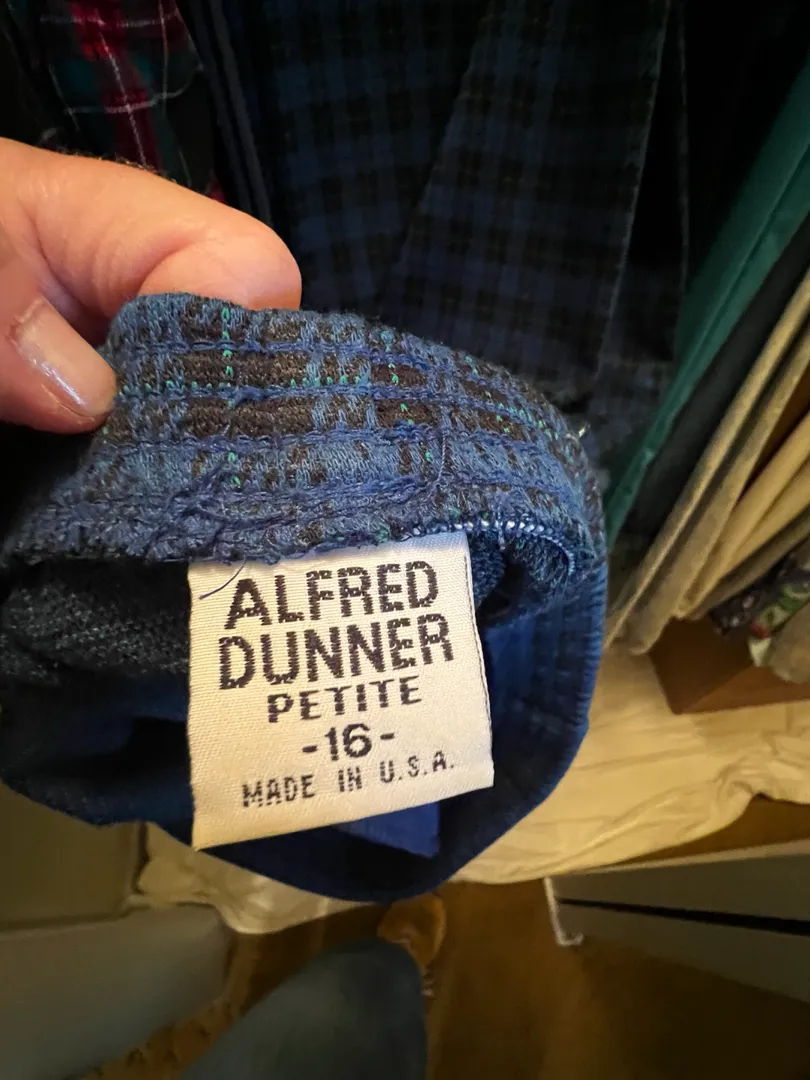 ALFRED
DUNNER
PETITE
-16-
MADE IN U.S.A.